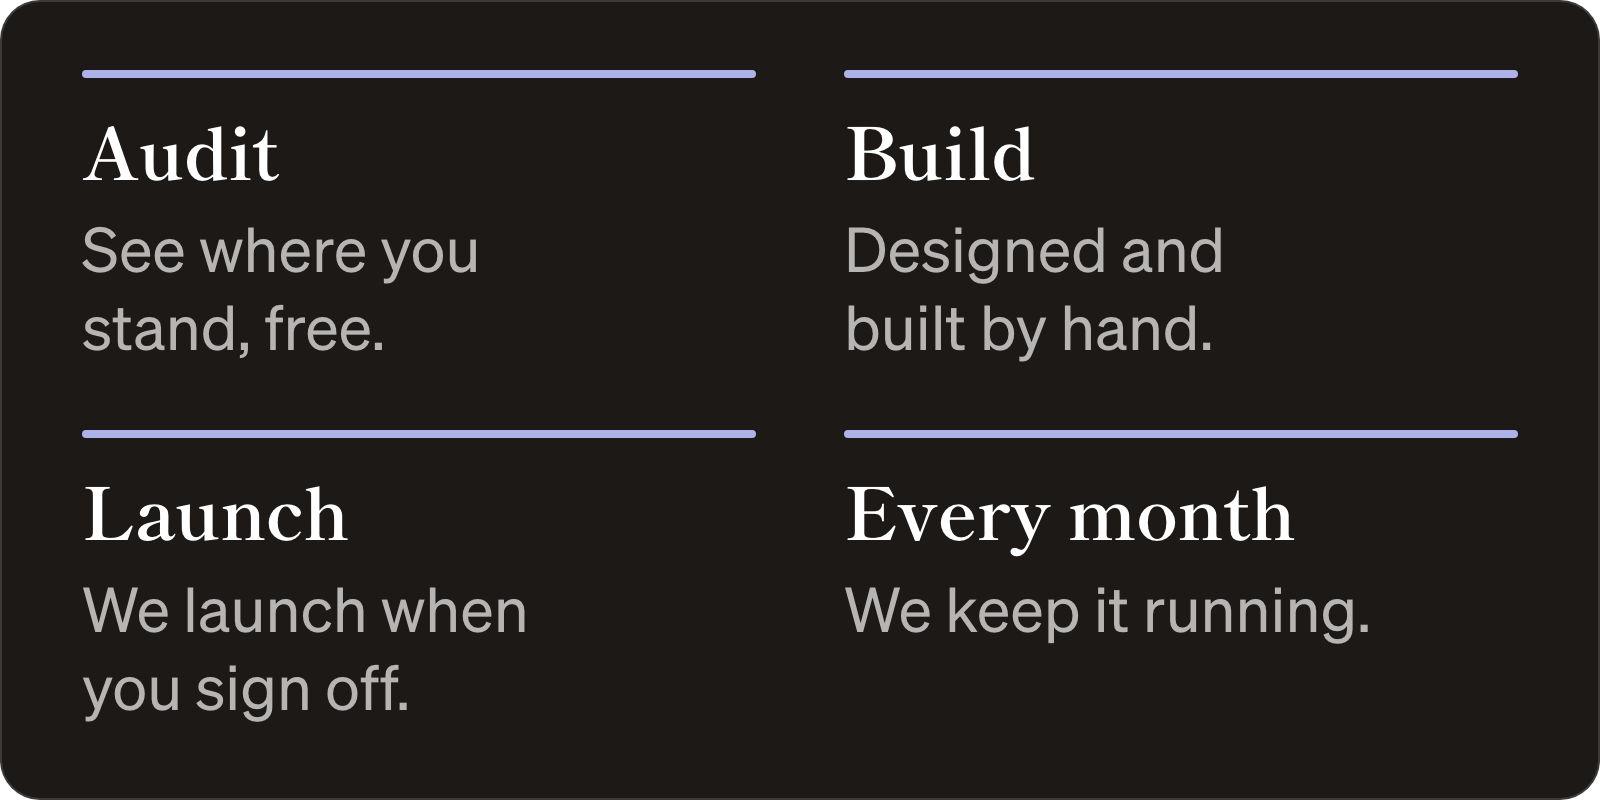 Audit
See where you
stand, free.
Build
Designed and
built by hand.
Launch
We launch when
you sign off.
Every month
We keep it running.